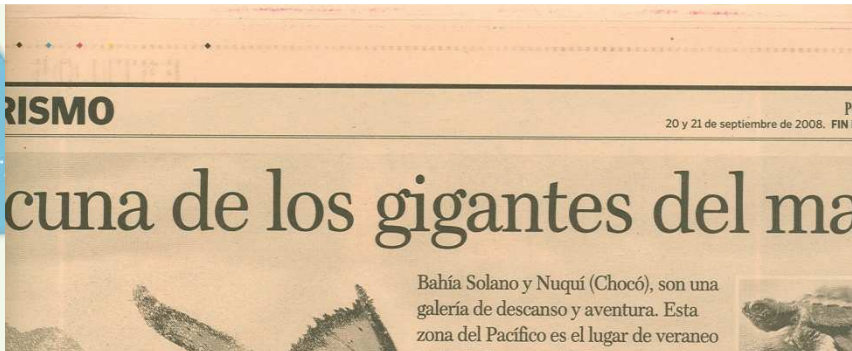 RISMO
P
20 y 21 de septiembre de 2008. FIN
cuna de los gigantes del ma
Bahía Solano y Nuquí (Chocó), son una
galería de descanso y aventura. Esta
zona del Pacífico es el lugar de veraneo